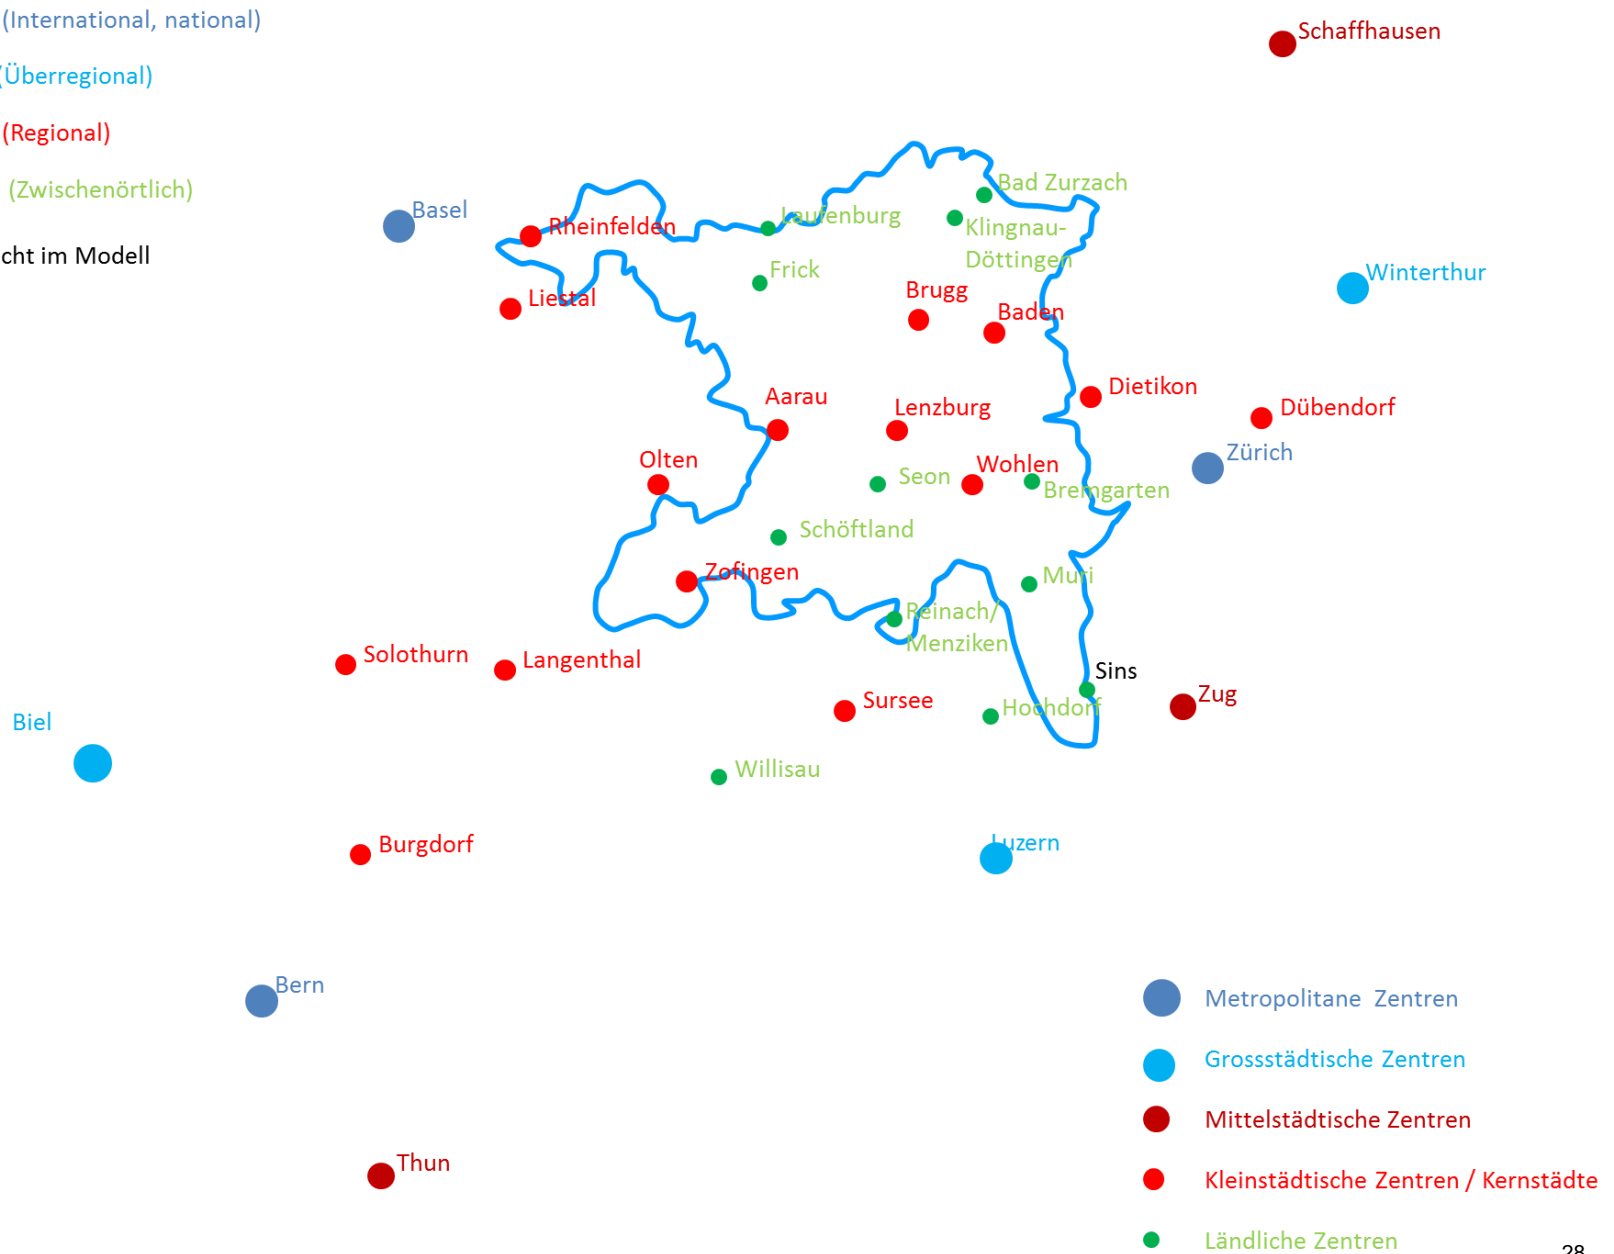 (International, national)
Schaffhausen
(Überregional)
(Regional)
Bad Zurzach
(Zwischenörtlich)
Basel
Laufenburg
Rheinfelden
Klingnau-
Döttingen
cht im Modell
Frick
Winterthur
Brugg
Liestal
Baden
Dietikon
Aarau
Lenzburg
Dübendorf
Zürich
Olten
Wohlen
Seon
Bremgarten
Schöftland
Zofingen
Muri
Reinach/
Menziken
Solothurn
Langenthal
Sins
Zug
Sursee
Hochdorf
Biel
Willisau
Burgdorf
Luzern
Bern
Metropolitane Zentren
Grossstädtische Zentren
Mittelstädtische Zentren
Thun
Kleinstädtische Zentren / Kernstädte
Ländliche Zentren
28